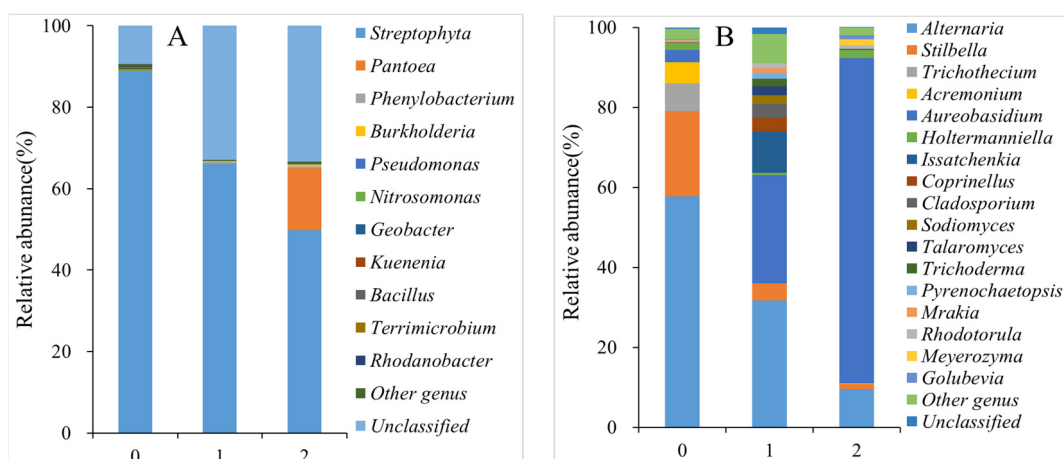 A
Relative abunance(%)
100
80
60
40
20
0
0 1 2
Streptophyta
Pantoea
Phenylobacterium
Burkholderia
Pseudomonas
Nitrosomonas
Geobacter
Kuenenia
Bacillus
Terrimicrobium
Rhodanobacter
Other genus
Unclassified
B
Relative abunance(%)
100
80
60
40
20
0
0 1 2
Alternaria
Stilbella
Trichothecium
Acremonium
Aureobasidium
Holtermanniella
Issatchenkia
Coprinellus
Cladosporium
Sodiomyces
Talaromyces
Trichoderma
Pyrenochaetopsis
Mrakia
Rhodotorula
Meyerozyma
Golubevia
Other genus
Unclassified